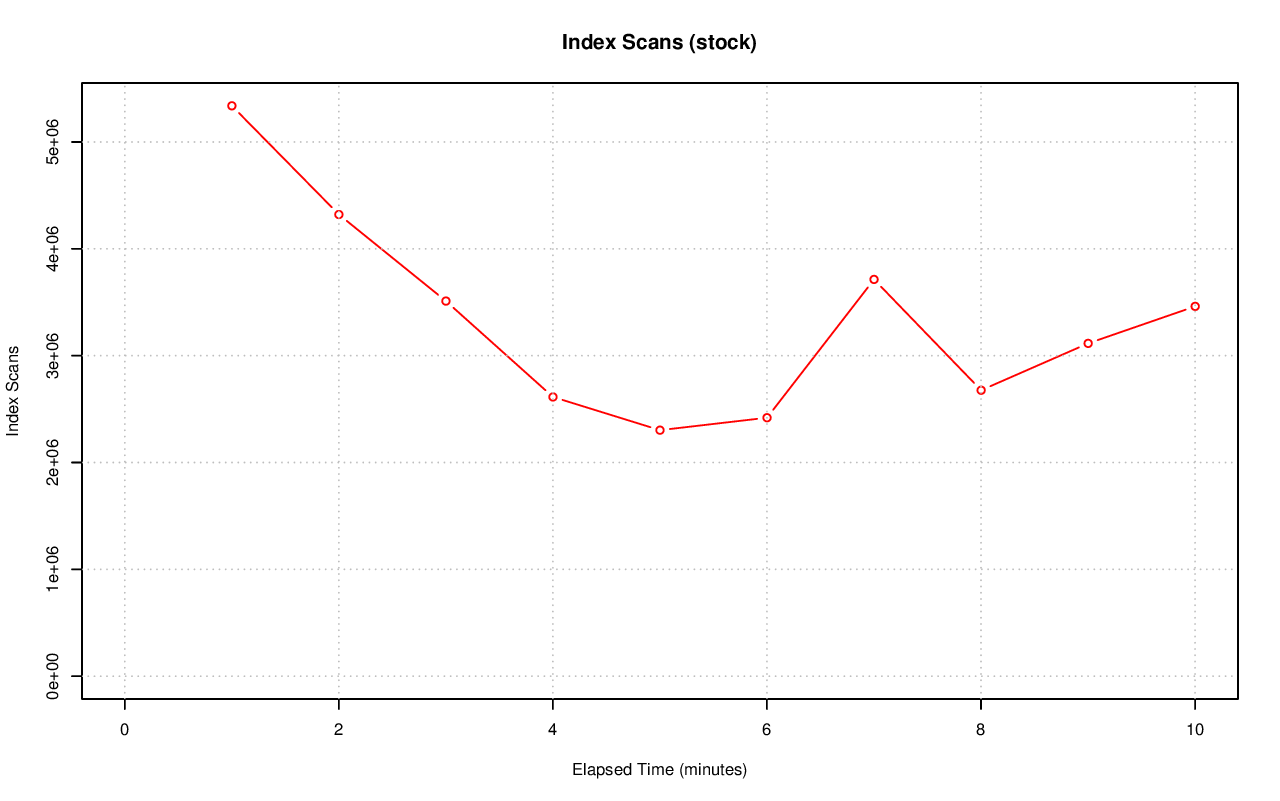 Index Scans (stock)
Index Scans
5e+06
4e+06
3e+06
2e+06
1e+06
0e+00
0 2 4 6 8 10
Elapsed Time (minutes)